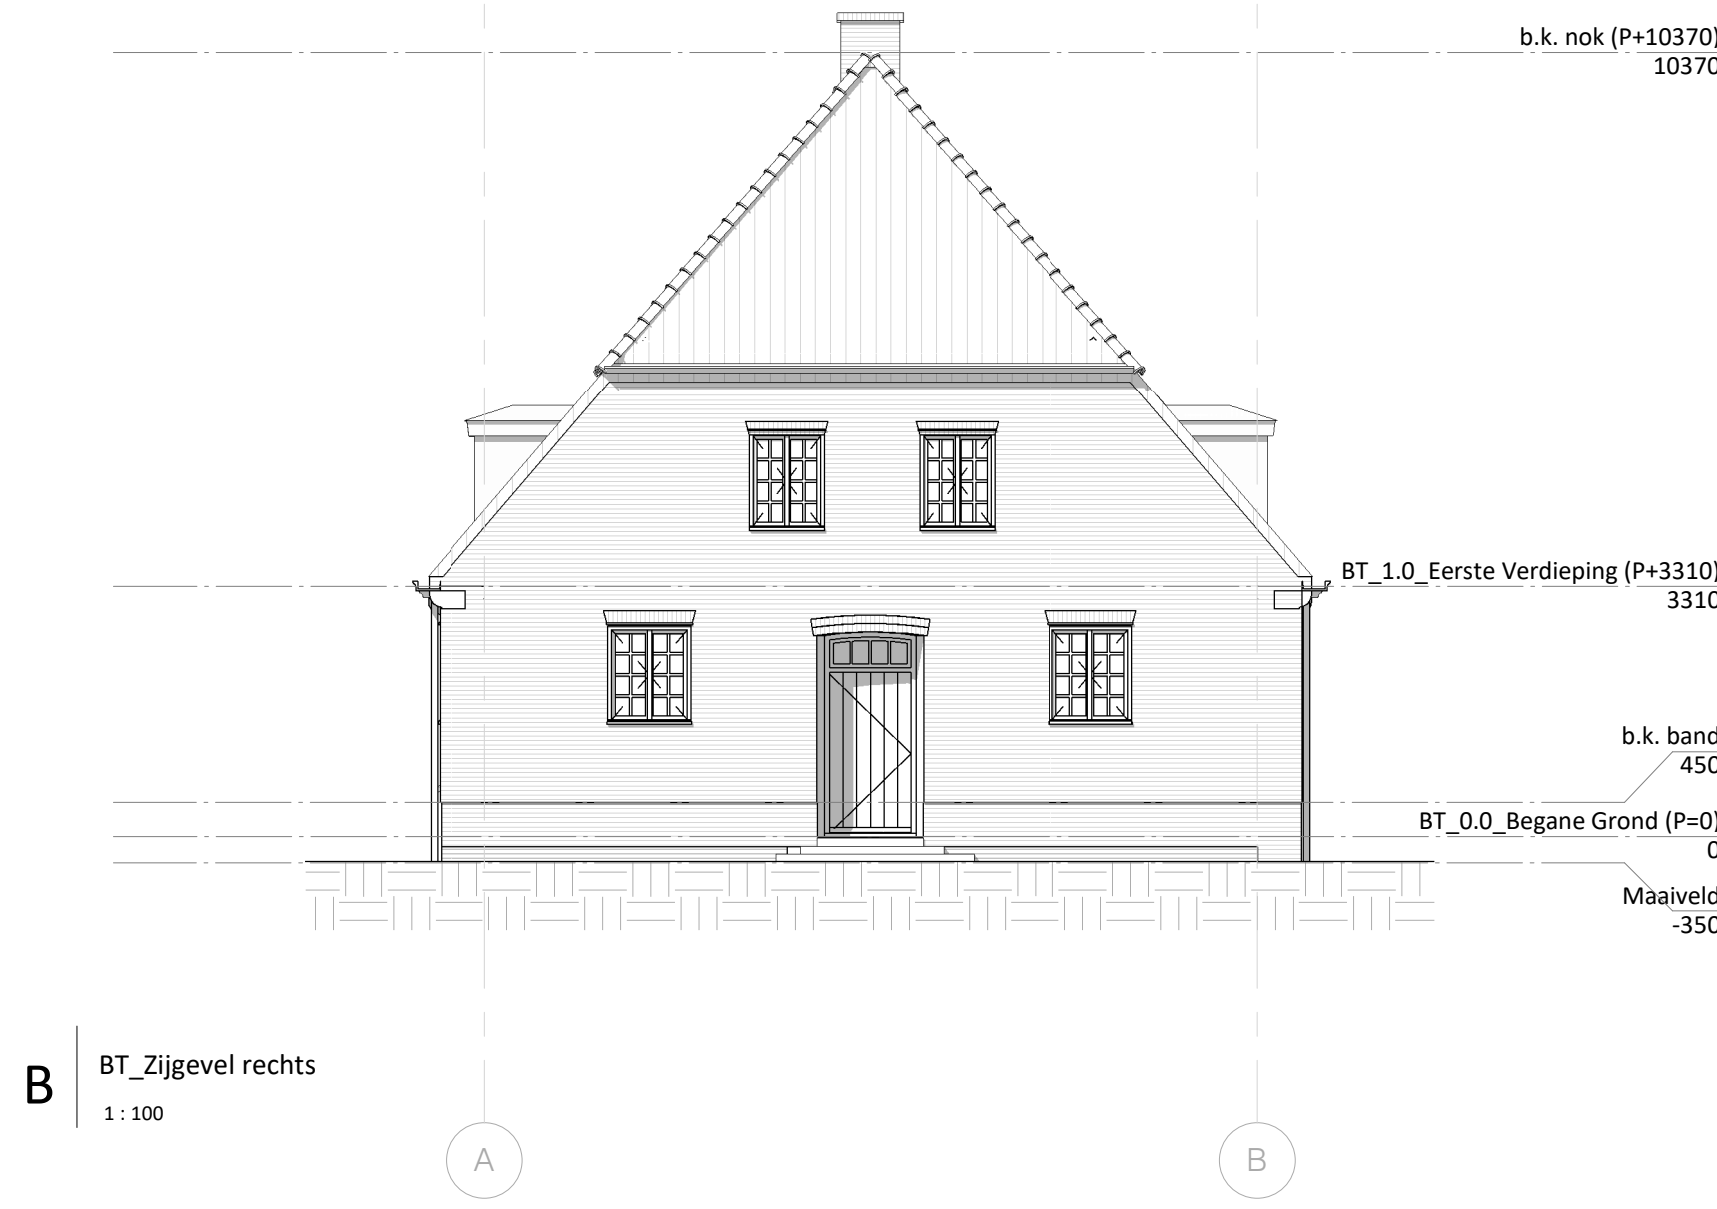 b.k. nok (P+10370)
10370
BT_1.0_Eerste Verdieping (P+3310)
3310
b.k. band
450
BT_0.0_Begane Grond (P=0)
0
Maaiveld
-350
B
BT_Zijgevel rechts
1 : 100
A
B